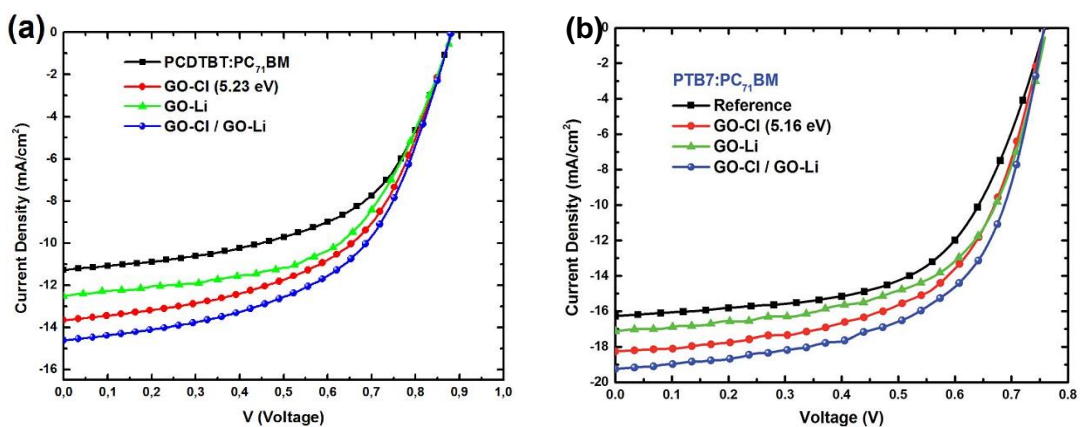 (a)
PCDTBT:PC71BM
GO-Cl (5.23 eV)
GO-Li
GO-Cl / GO-Li
Current Density (mA/cm²)
0
-2
-4
-6
-8
-10
-12
-14
-16
0,0 0,1 0,2 0,3 0,4 0,5 0,6 0,7 0,8 0,9 1,0
V (Voltage)
(b)
PTB7:PC71BM
Reference
GO-Cl (5.16 eV)
GO-Li
GO-Cl / GO-Li
Current Density (mA/cm²)
0
-2
-4
-6
-8
-10
-12
-14
-16
-18
-20
0,0 0.1 0.2 0.3 0.4 0.5 0.6 0.7 0.8
Voltage (V)